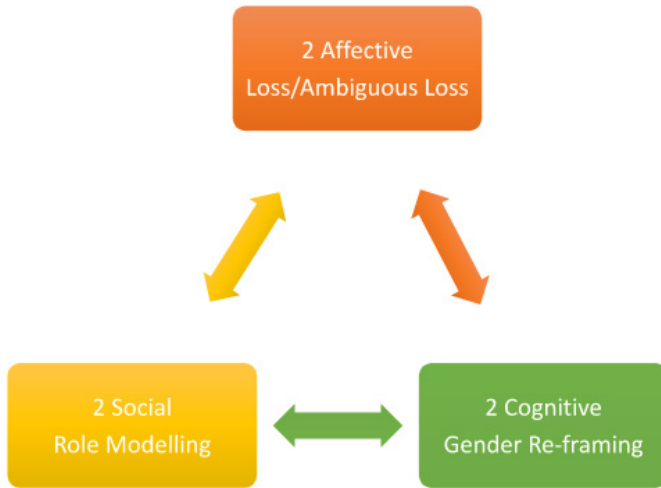 2 Affective
Loss/Ambiguous Loss
2 Social
Role Modelling
2 Cognitive
Gender Re-framing